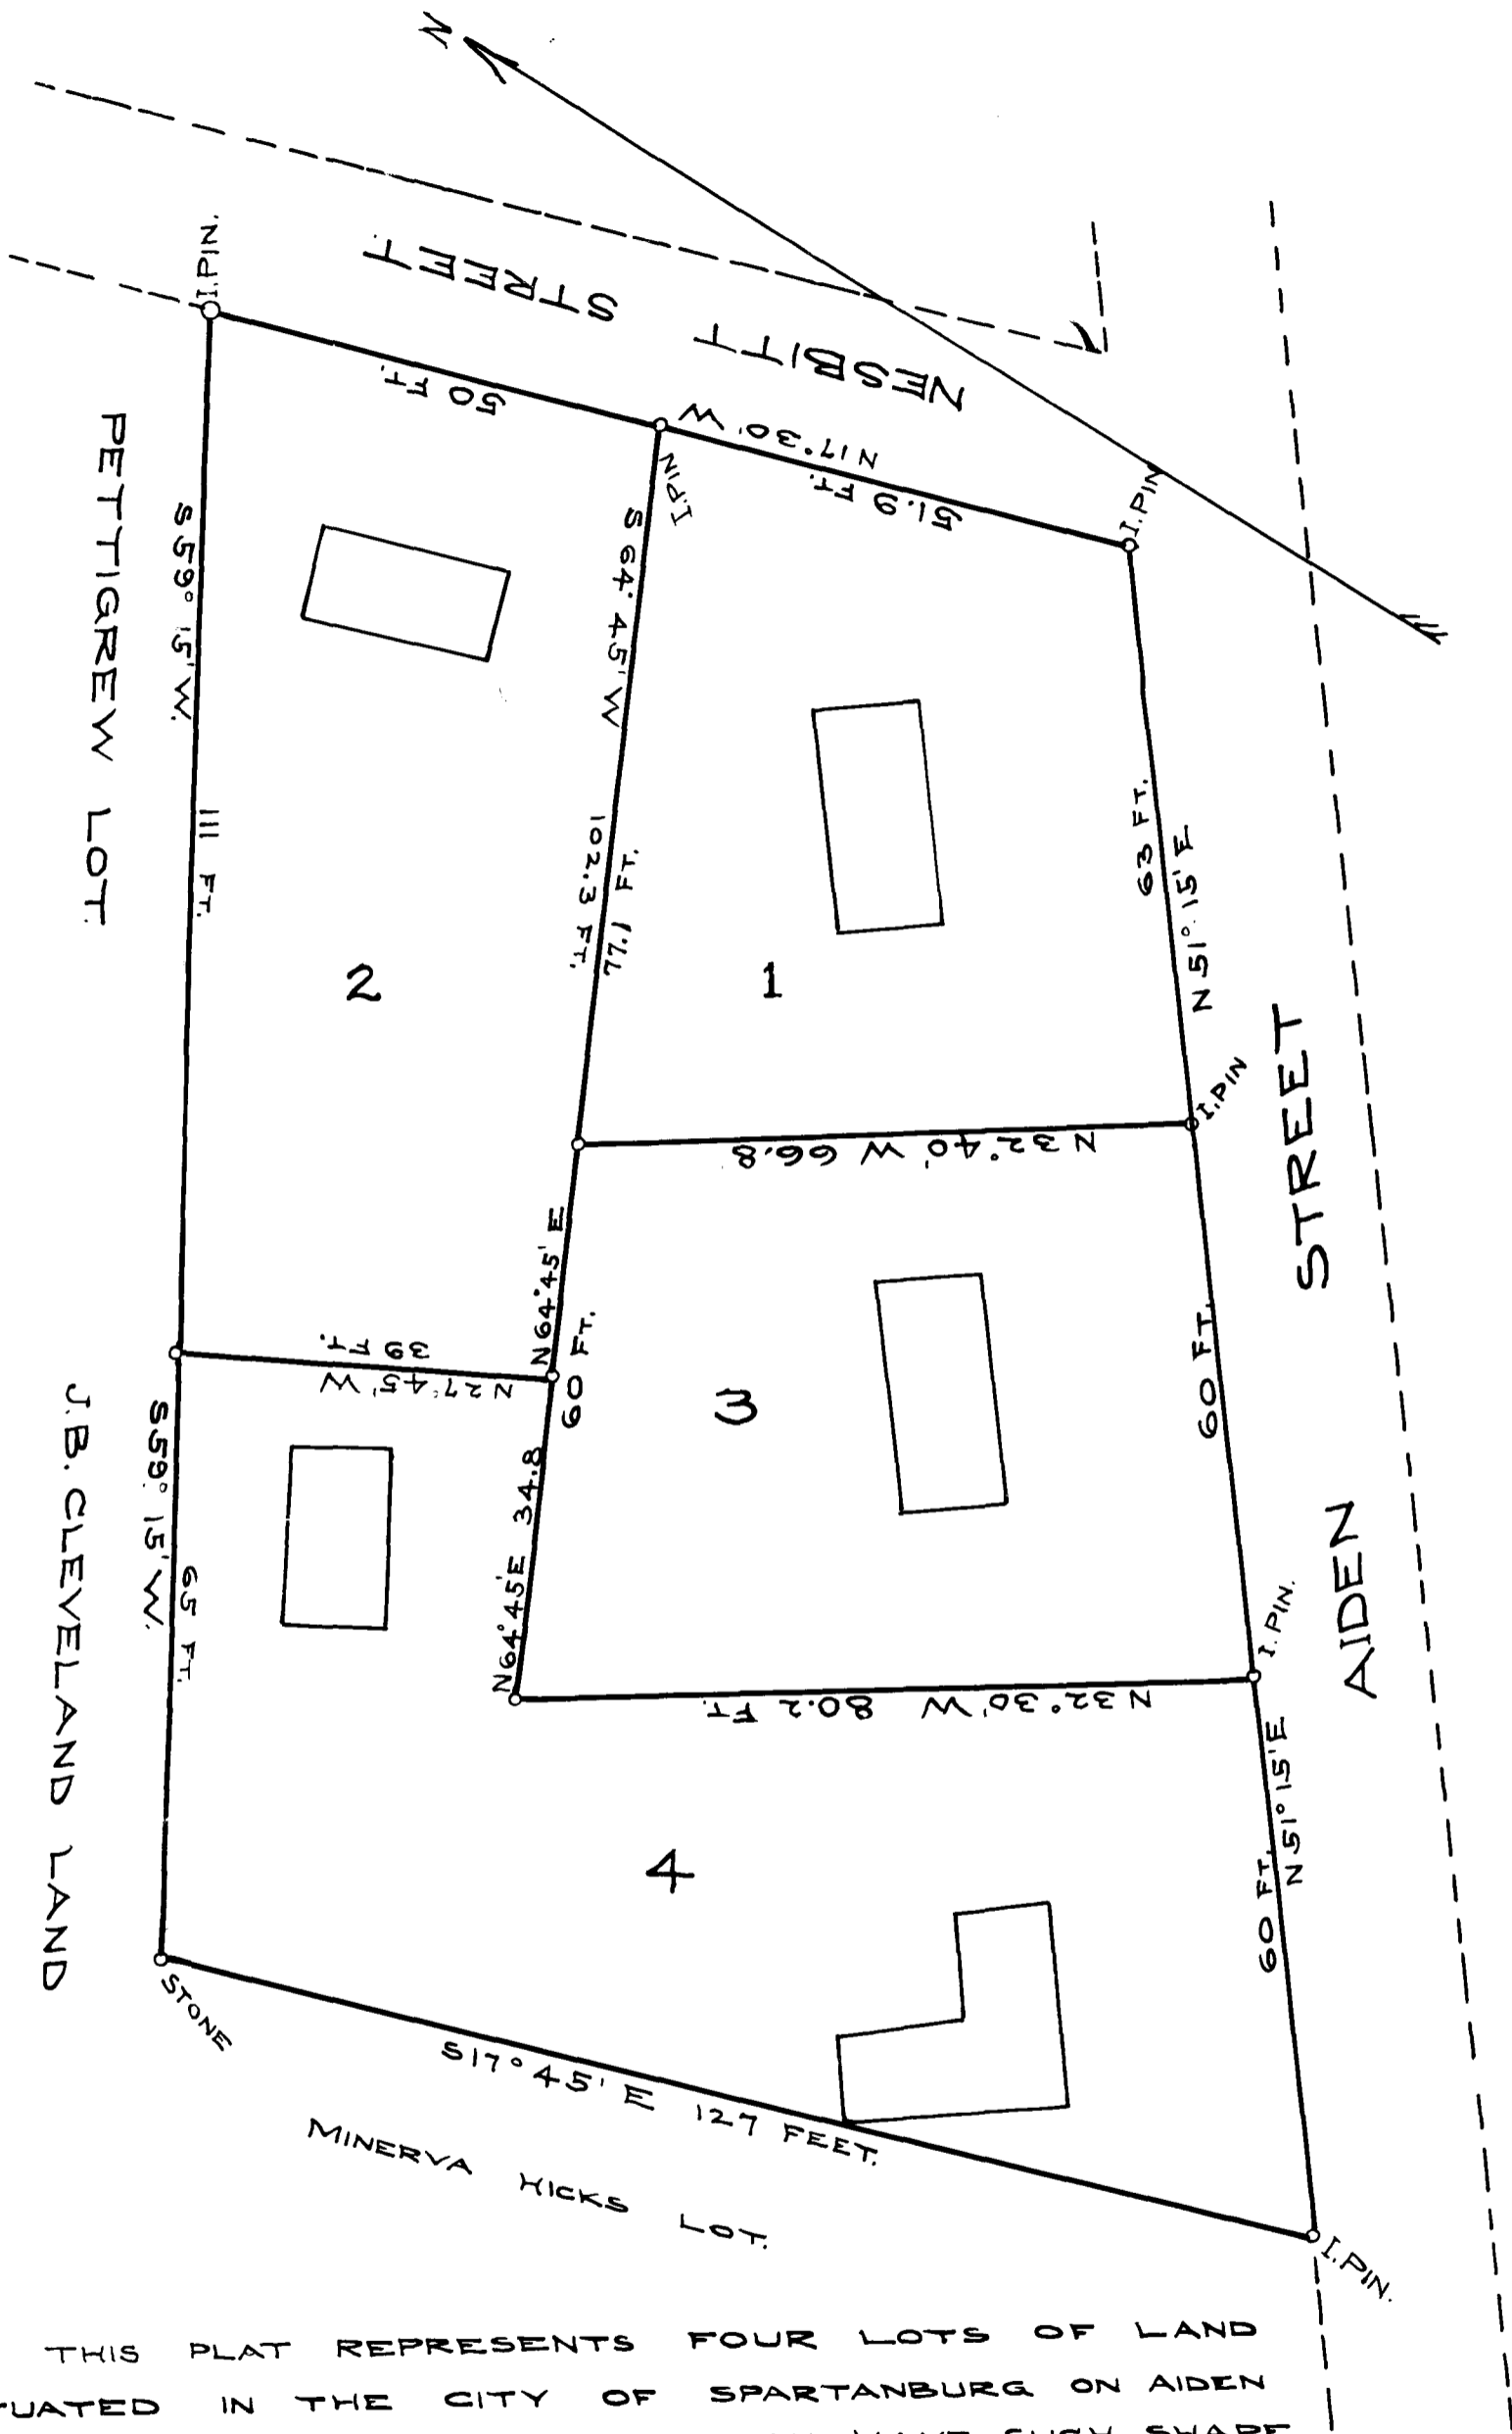 N
NESBITT STREET
I.PIN.
50 FT.
I.PIN
N17°30'W
51.9 FT.
I.PIN
S 59° 15' W.
111 FT.
PETTIGREW LOT.
S 64° 45' W
102.3 FT.
77.1 FT.
63 FT.
N 51° 15' E
2
1
I.PIN
N 32° 40' W 66.8
STREET
AIDEN
N 64° 45' E
39 FT.
N 27° 45' W
60 FT.
3
60 FT.
S 59° 15' W.
65 FT.
J.B. CLEVELAND LAND
N 64° 45' E 34.8
I. PIN.
N 32° 30' W 80.2 FT.
N 51° 15' E
60 FT.
4
STONE
S 17° 45' E 127 FEET.
MINERVA HICKS LOT.
I. PIN.
THIS PLAT REPRESENTS FOUR LOTS OF LAND
TUATED IN THE CITY OF SPARTANBURG ON AIDEN